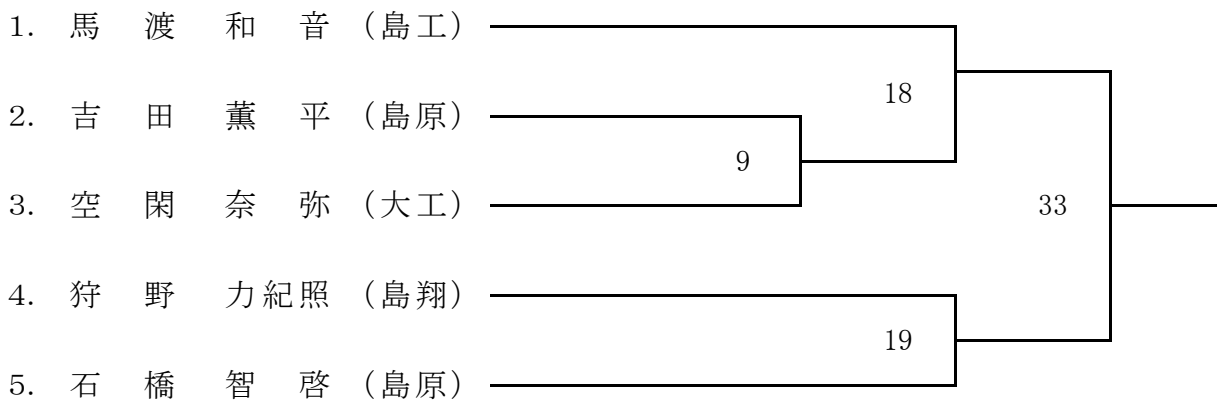 1. 馬渡和音 (島工)
18
2. 吉田薫平 (島原)
9
3. 空閑奈弥 (大工)
33
4. 狩野力紀照 (島翔)
19
5. 石橋智啓 (島原)